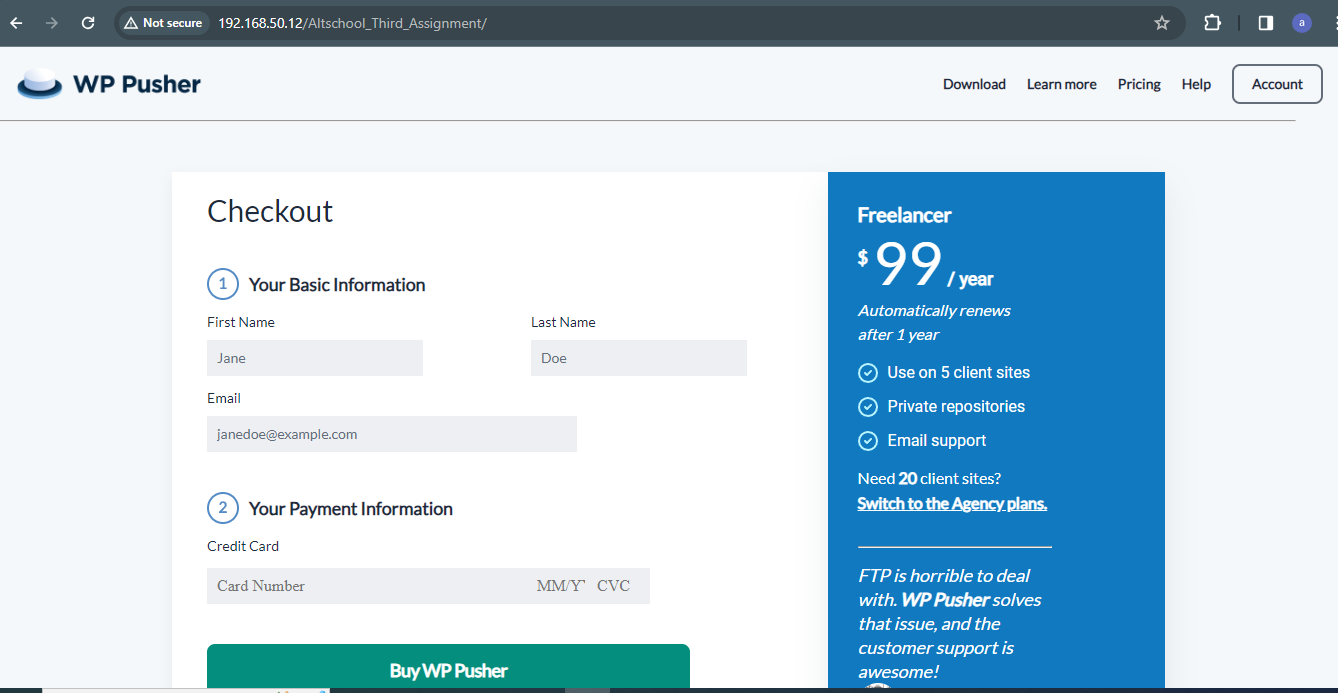 Not secure 192.168.50.12/Altschool_Third_Assignment/
a
WP Pusher
Download Learn more Pricing Help Account
Checkout
1 Your Basic Information
First Name Last Name
Jane Doe
Email
janedoe@example.com
2 Your Payment Information
Credit Card
Card Number MM/Y CVC
Buy WP Pusher
Freelancer
$ 99 / year
Automatically renews
after 1 year
Use on 5 client sites
Private repositories
Email support
Need 20 client sites?
Switch to the Agency plans.
FTP is horrible to deal
with. WP Pusher solves
that issue, and the
customer support is
awesome!